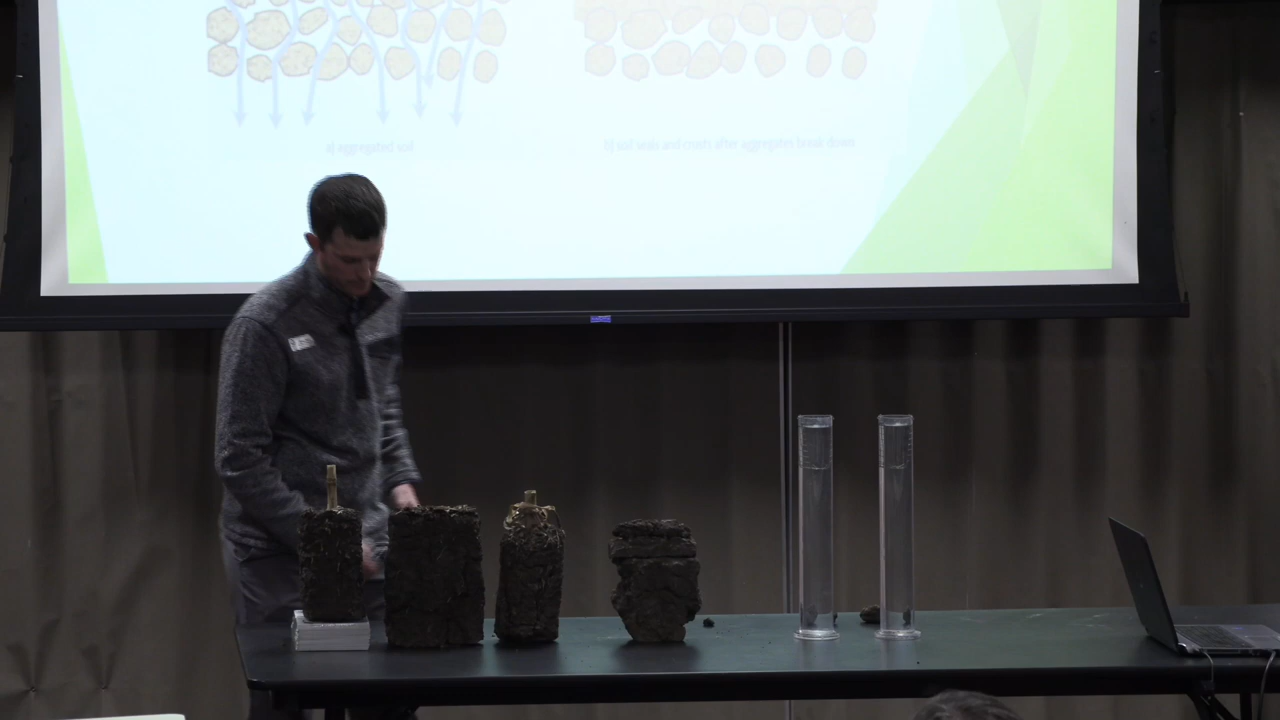 a) aggregated soil
b) soil seals and crusts after aggregates break down